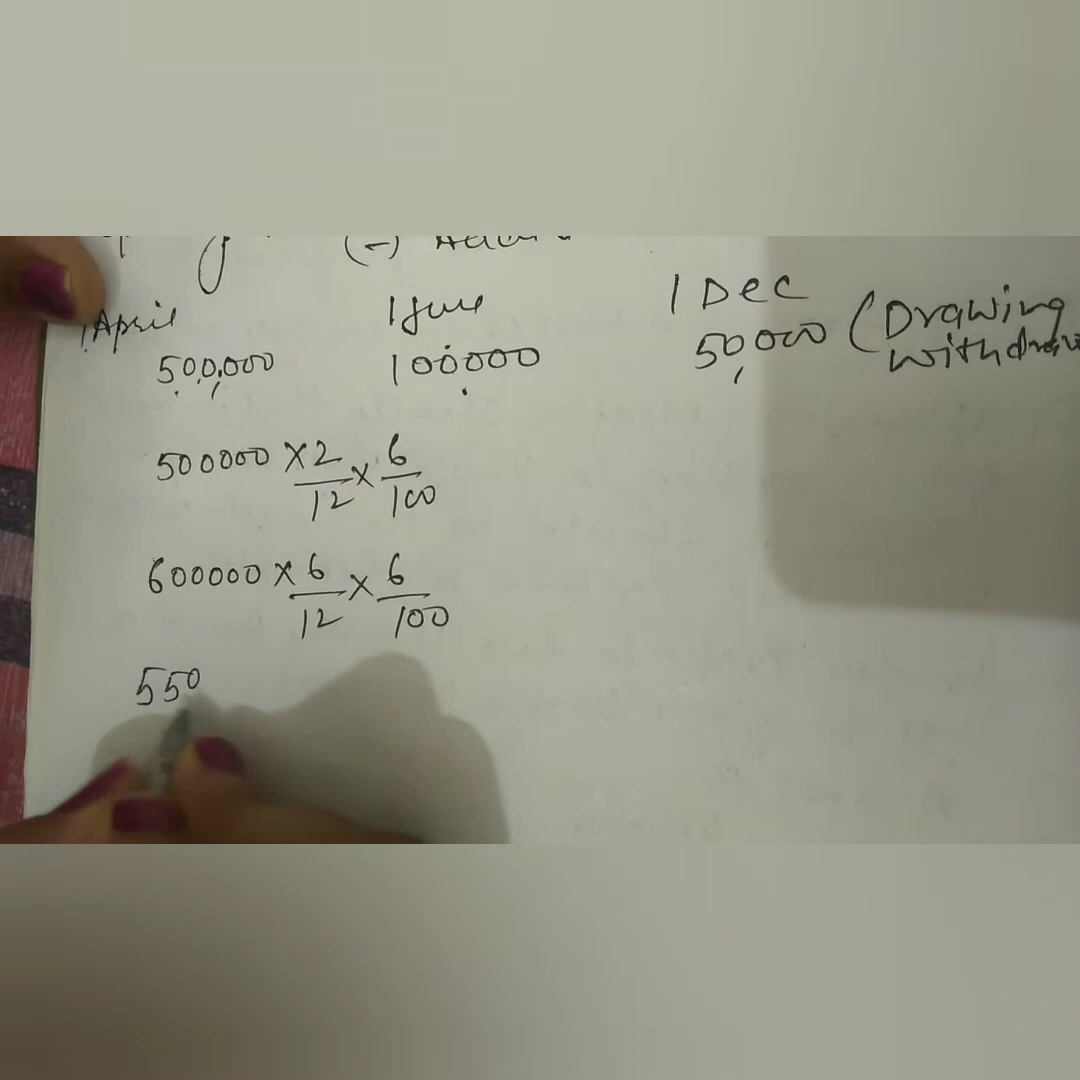 (-)
1 April 1 June 1 Dec (Drawing
500,000 100000 50,000 withdraw
500000 × 2/12 × 6/100
600000 × 6/12 × 6/100
550